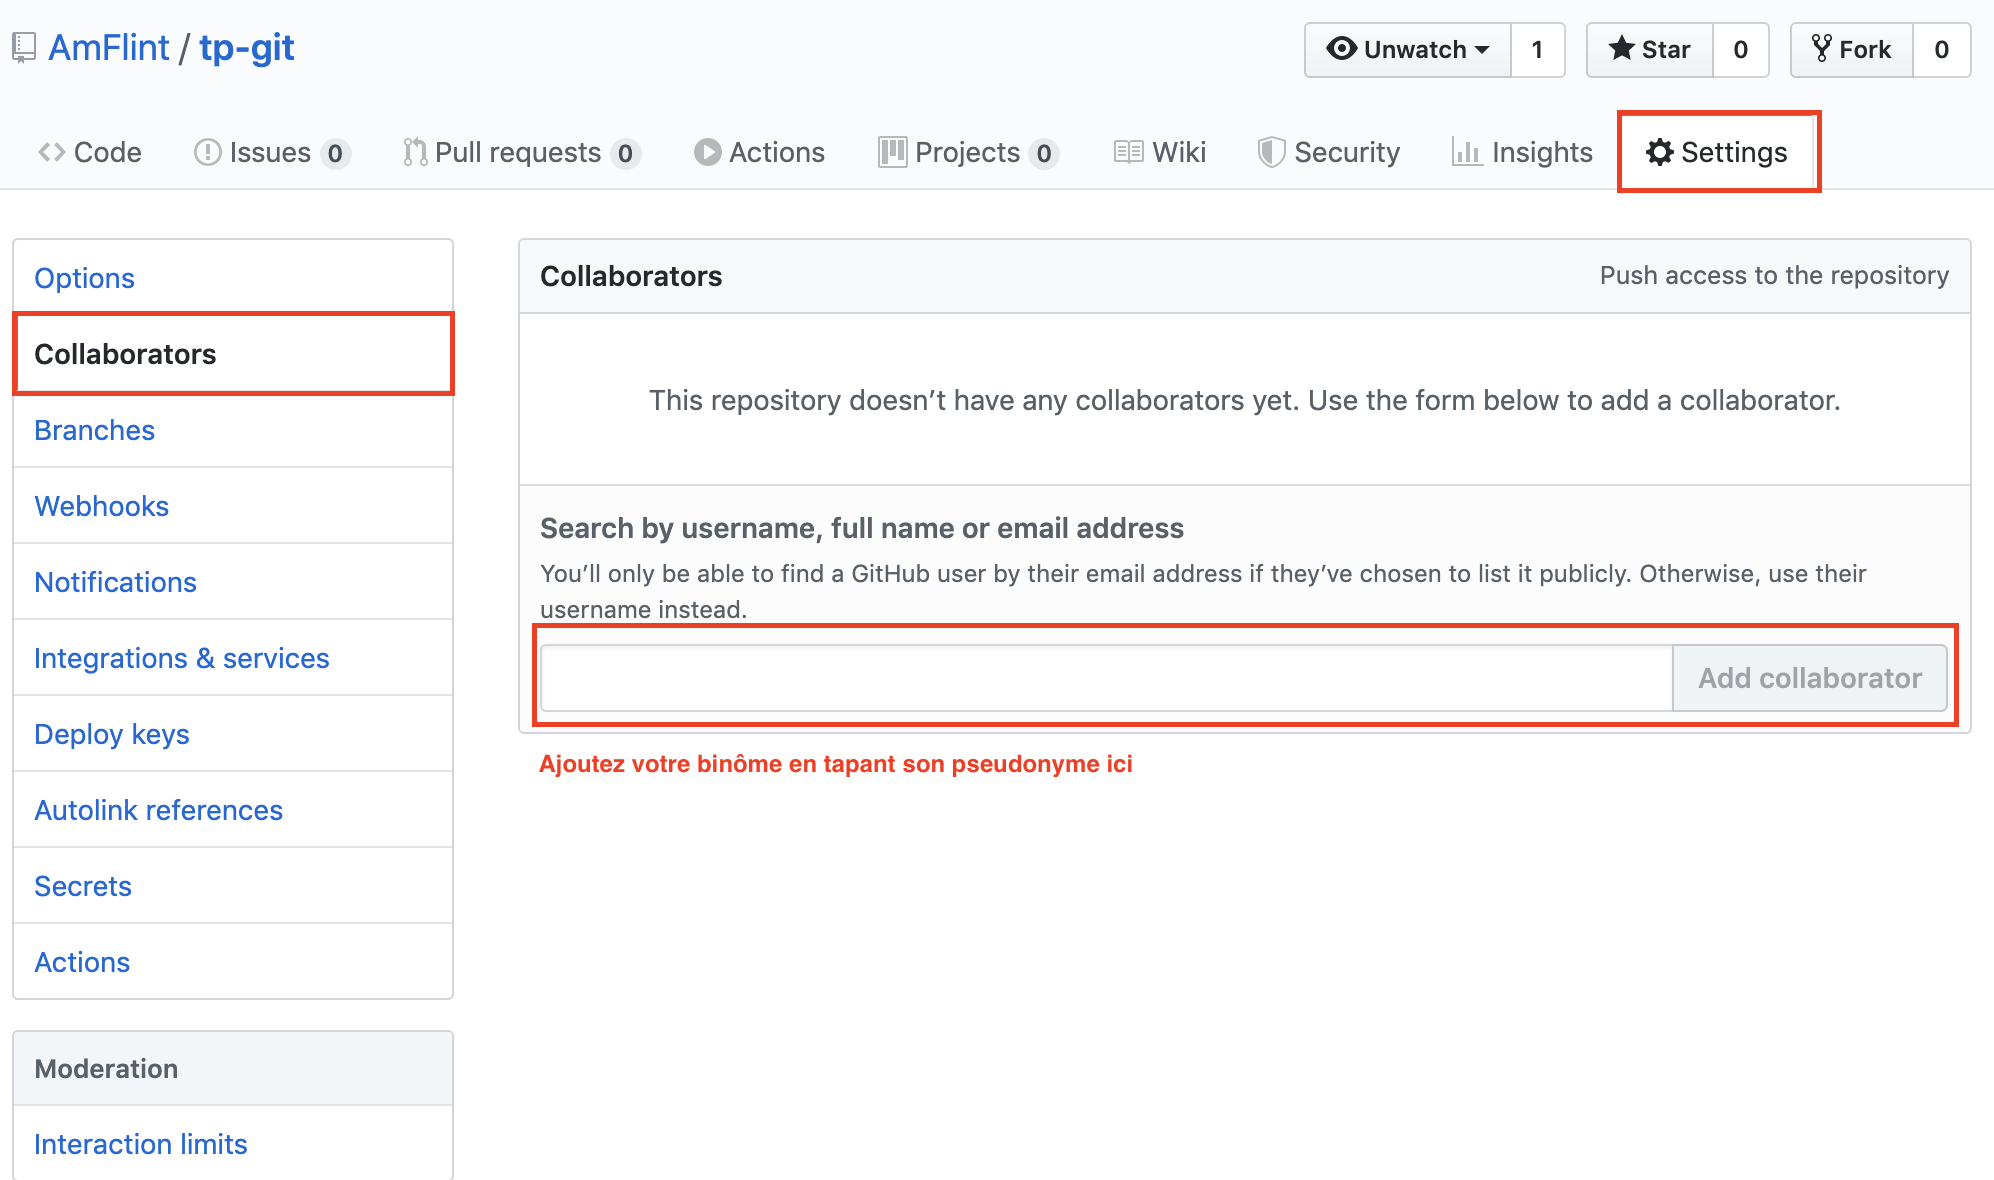 AmFlint / tp-git
Unwatch 1
Star 0
Fork 0
Code
Issues 0
Pull requests 0
Actions
Projects 0
Wiki
Security
Insights
Settings
Options
Collaborators
Branches
Webhooks
Notifications
Integrations & services
Deploy keys
Autolink references
Secrets
Actions
Moderation
Interaction limits
Collaborators
Push access to the repository
This repository doesn’t have any collaborators yet. Use the form below to add a collaborator.
Search by username, full name or email address
You’ll only be able to find a GitHub user by their email address if they’ve chosen to list it publicly. Otherwise, use their
username instead.
Add collaborator
Ajoutez votre binôme en tapant son pseudonyme ici